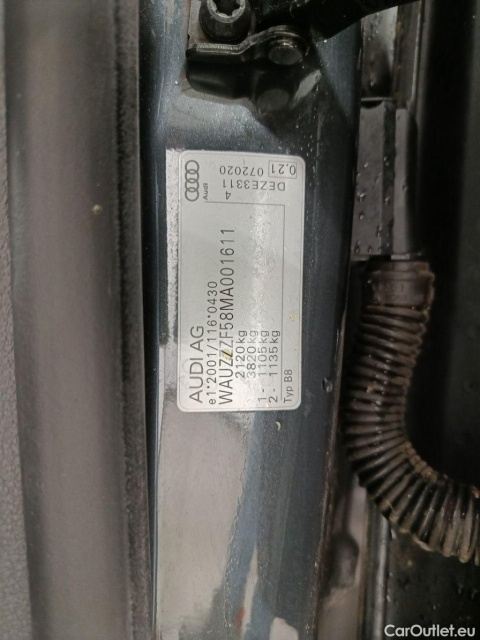 AUDI AG
e1*2001/116*0430
WAUZZZF58MA001611
2120kg
3820kg
1 - 1105kg
2 - 1135kg
Typ B8
Audi
4
DEZE3311
072020 0,21
CarOutlet.eu